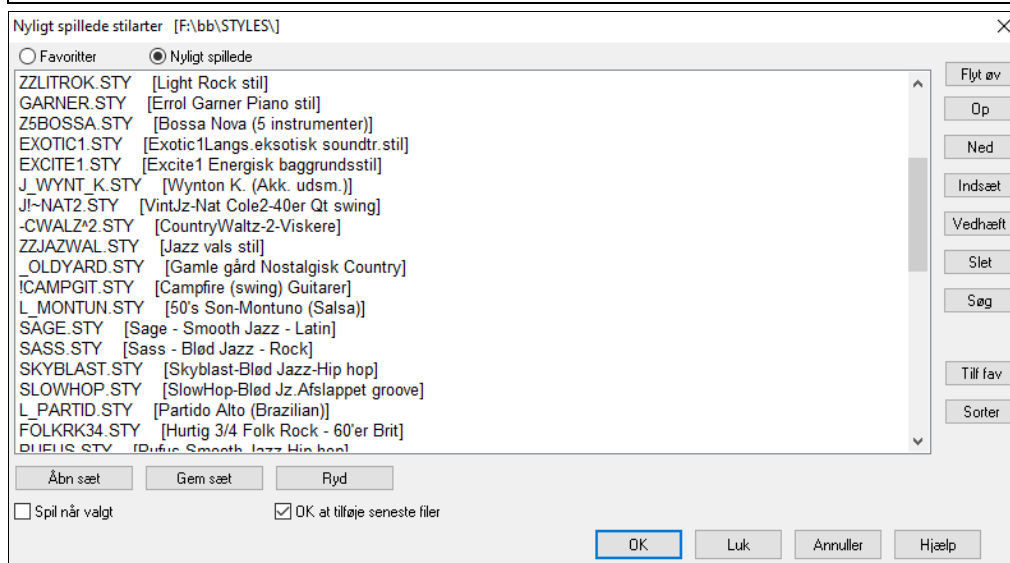 Nyligt spillede stilarter [F:\bb\STYLES\]
Favoritter Nyligt spillede
ZZLITROK.STY [Light Rock stil]
GARNER.STY [Errol Garner Piano stil]
Z5BOSSA.STY [Bossa Nova (5 instrumenter)]
EXOTIC1.STY [Exotic1Langs.eksotisk soundtr.stil]
EXCITE1.STY [Excite1 Energisk baggrundsstil]
J_WYNT_K.STY [Wynton K. (Akk. udsm.)]
J!~NAT2.STY [VintJz-Nat Cole2-40er Qt swing]
-CWALZ^2.STY [CountryWaltz-2-Viskere]
ZZJAZWAL.STY [Jazz vals stil]
_OLDYARD.STY [Gamle gård Nostalgisk Country]
!CAMPGIT.STY [Campfire (swing) Guitarer]
L_MONTUN.STY [50's Son-Montuno (Salsa)]
SAGE.STY [Sage - Smooth Jazz - Latin]
SASS.STY [Sass - Blød Jazz - Rock]
SKYBLAST.STY [Skyblast-Blød Jazz-Hip hop]
SLOWHOP.STY [SlowHop-Blød Jz.Afslappet groove]
L_PARTID.STY [Partido Alto (Brazilian)]
FOLKRK34.STY [Hurtig 3/4 Folk Rock - 60'er Brit]
RUFUS.STY [Rufus-Smooth Jazz Hip hop]
Flyt øv
Op
Ned
Indsæt
Vedhæft
Slet
Søg
Tilf fav
Sorter
Åbn sæt Gem sæt Ryd
Spil når valgt OK at tilføje seneste filer
OK Luk Annuller Hjælp